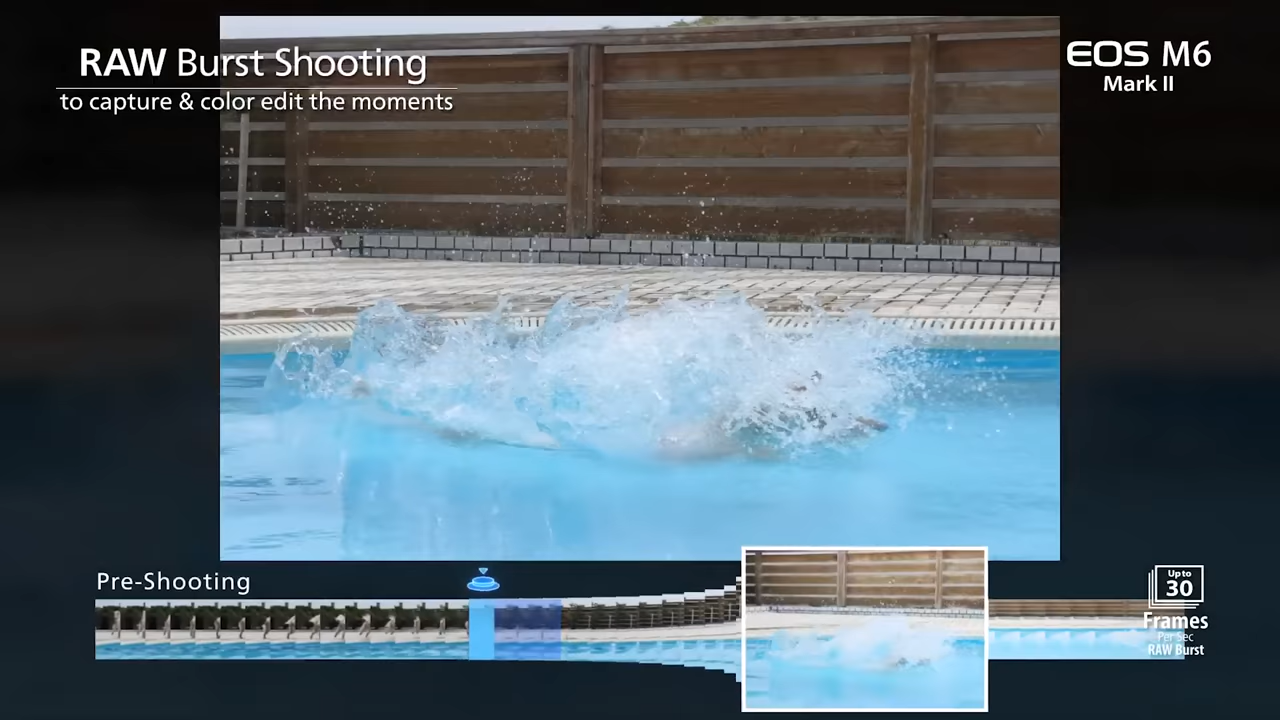 RAW Burst Shooting
to capture & color edit the moments
EOS M6
Mark II
Pre-Shooting
Up to
30
Frames
Per Sec
RAW Burst